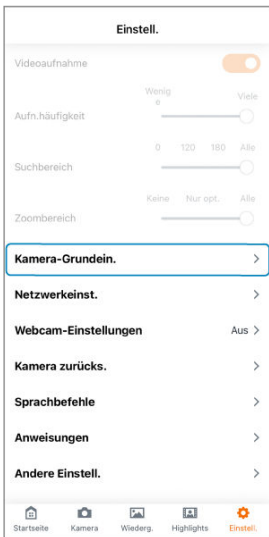 Einstell.
Videoaufnahme
Wenig
e
Viele
Aufn.häufigkeit
0 120 180 Alle
Suchbereich
Keine Nur opt. Alle
Zoombereich
Kamera-Grundein.
Netzwerkeinst.
Webcam-Einstellungen Aus
Kamera zurücks.
Sprachbefehle
Anweisungen
Andere Einstell.
Startseite Kamera Wiederg. Highlights Einstell.